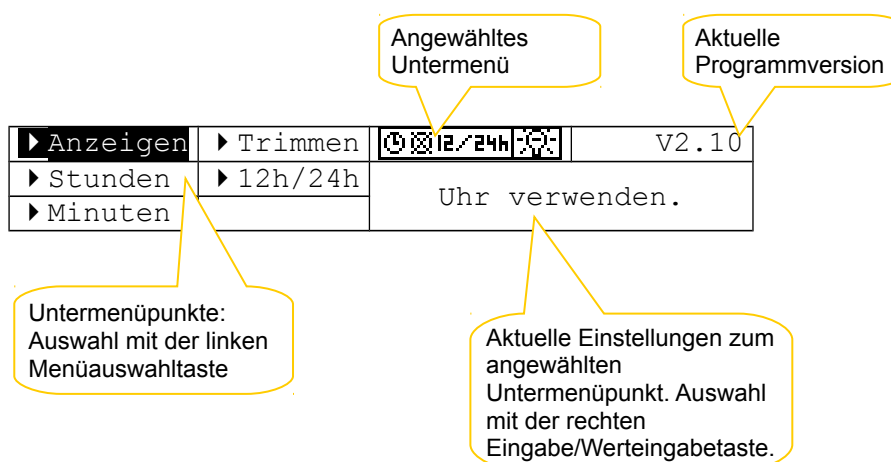 Angewähltes
Untermenü
Aktuelle
Programmversion
Anzeigen Trimmen 12/24h V2.10
Stunden 12h/24h
Uhr verwenden.
Minuten
Untermenüpunkte:
Auswahl mit der linken
Menüauswahltaste
Aktuelle Einstellungen zum
angewählten
Untermenüpunkt. Auswahl
mit der rechten
Eingabe/Werteingabetaste.